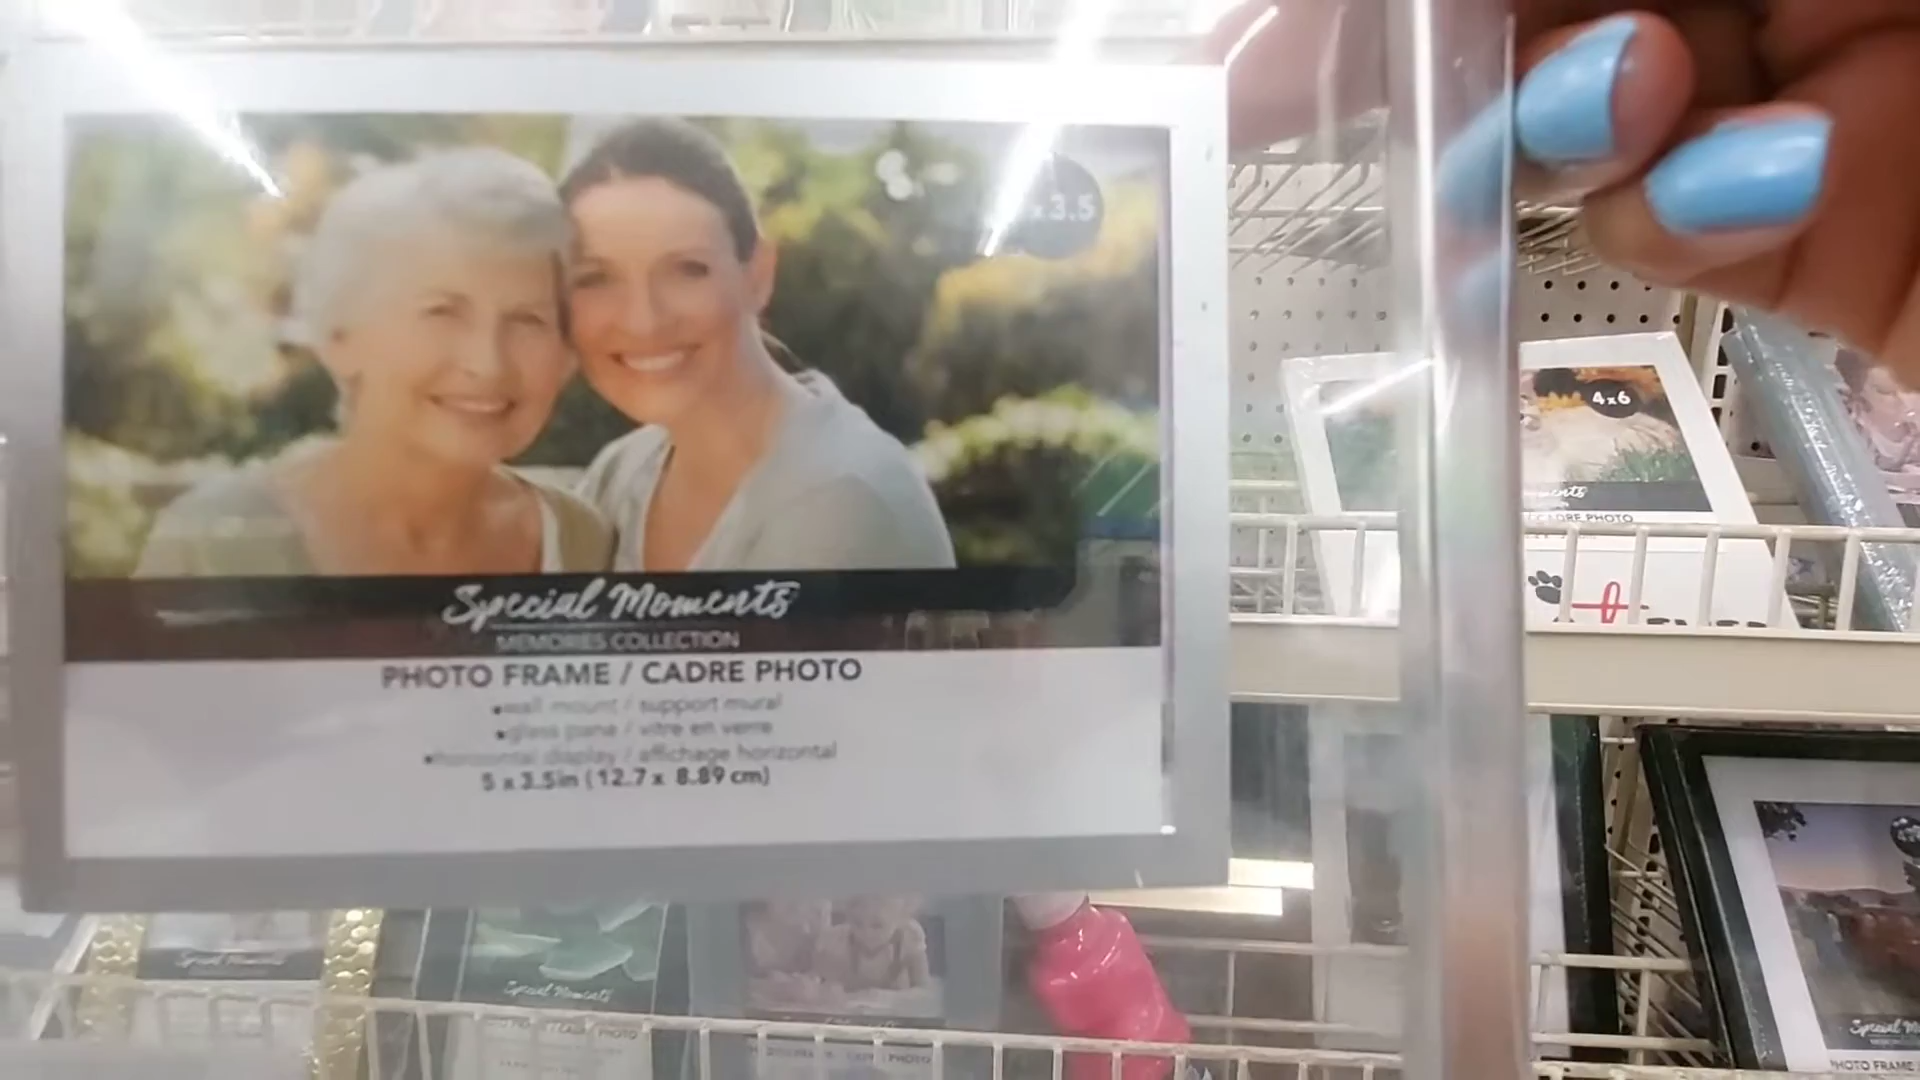 x 3.5
Special Moments
MEMORIES COLLECTION
PHOTO FRAME / CADRE PHOTO
•wall mount / support mural
•glass pane / vitre en verre
•horizontal display / affichage horizontal
5 x 3.5in (12.7 x 8.89 cm)
4x6
CADRE PHOTO
Special Moments
Special Moments
Special
PHOTO FRAME